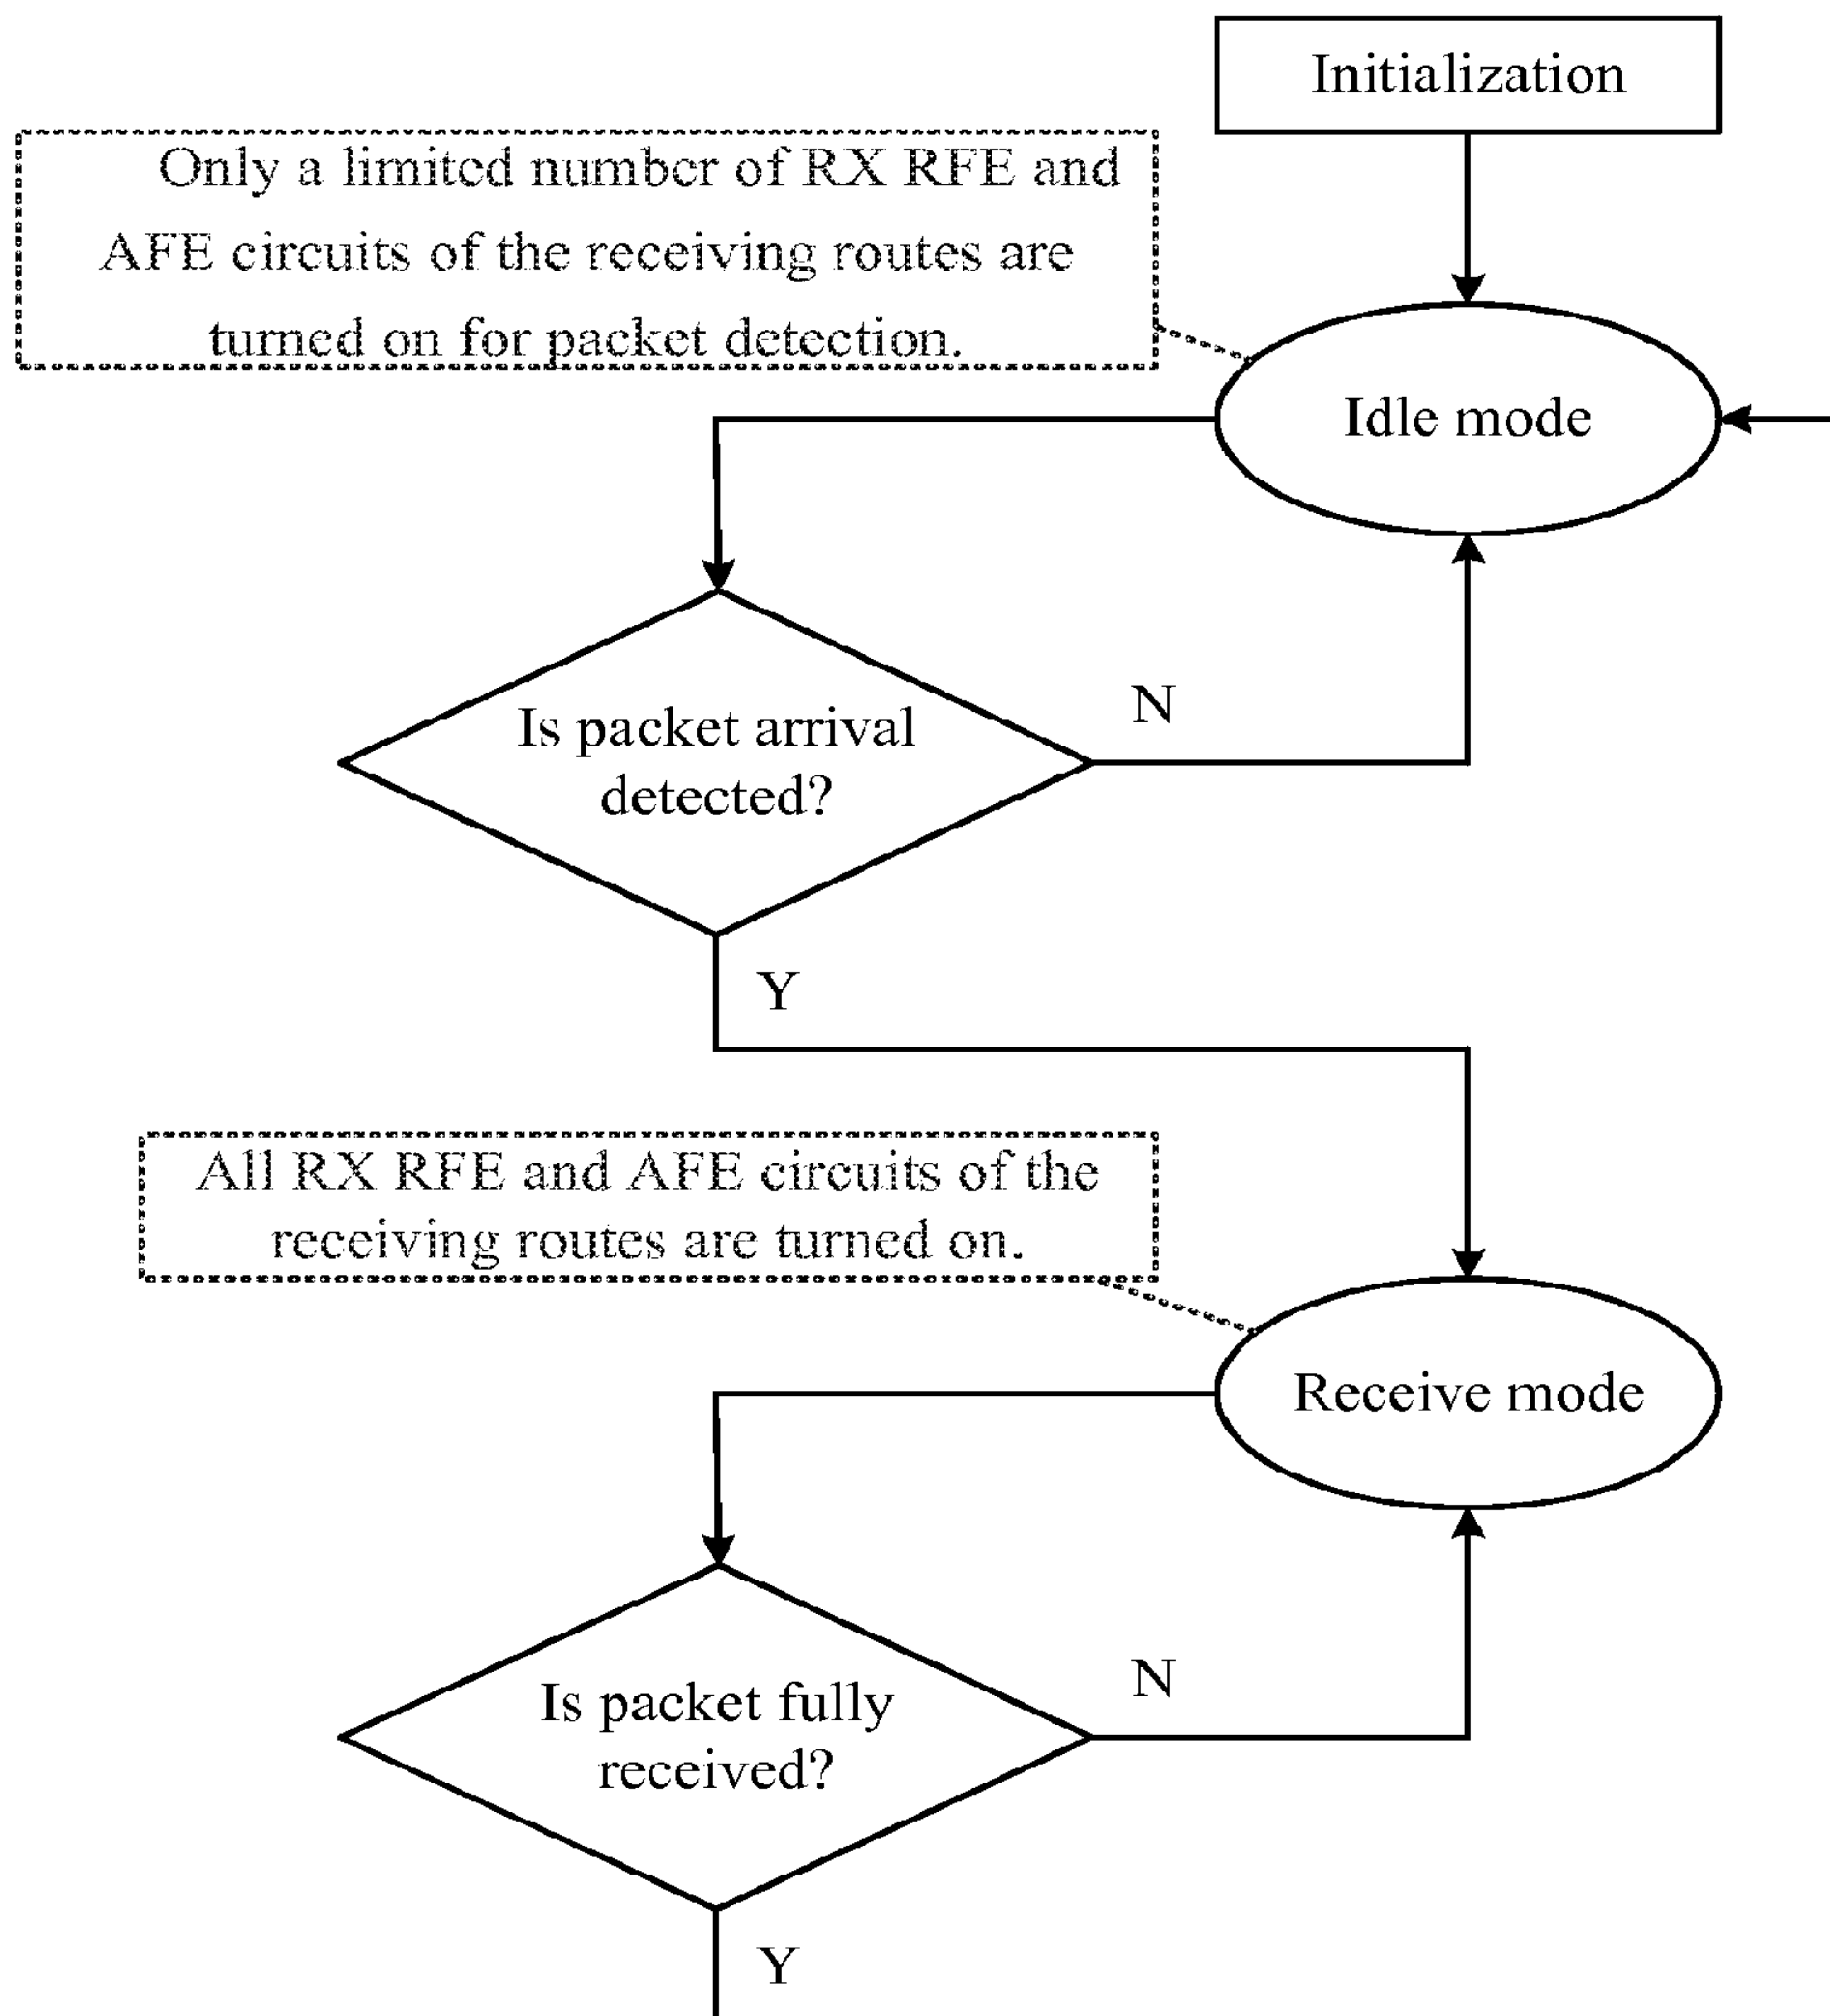 Initialization
Only a limited number of RX RFE and
AFE circuits of the receiving routes are
turned on for packet detection.
Idle mode
Is packet arrival
detected?
N
Y
All RX RFE and AFE circuits of the
receiving routes are turned on.
Receive mode
Is packet fully
received?
N
Y